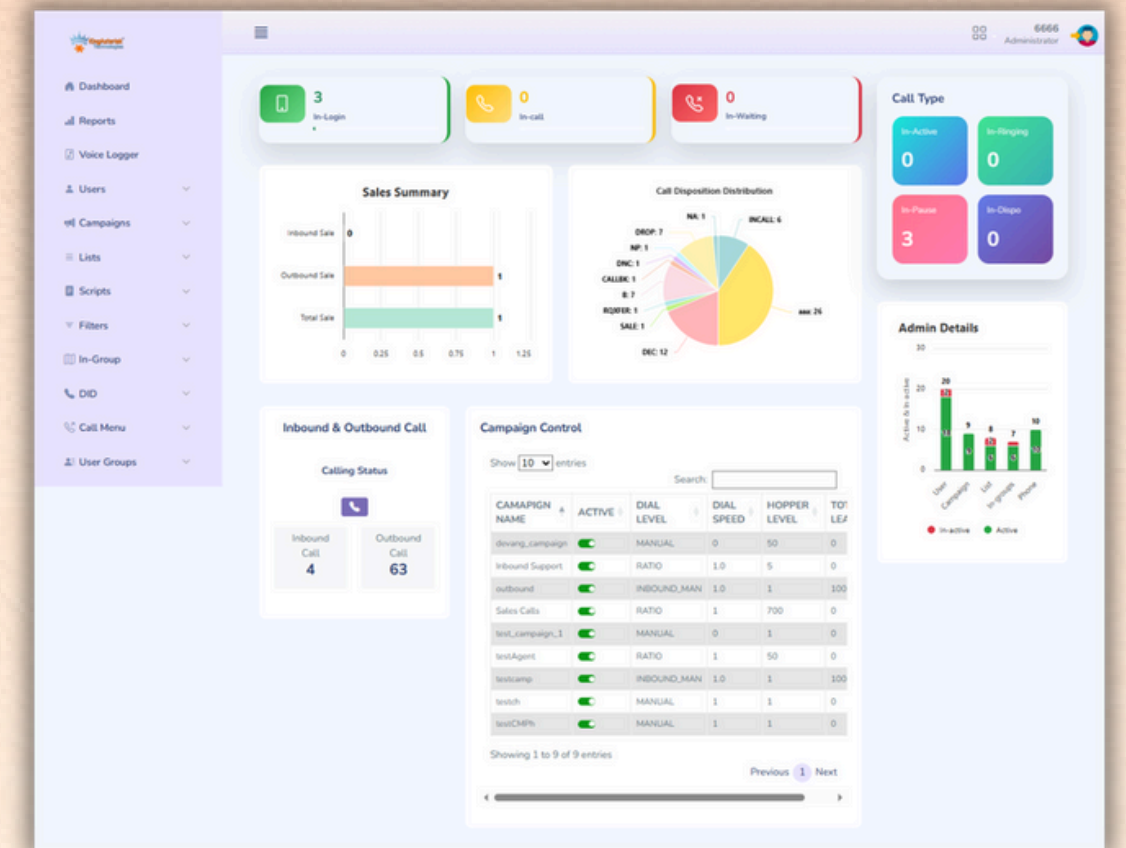 6666
Administrator
Dashboard
Reports
Voice Logger
Users
Campaigns
Lists
Scripts
Filters
In-Group
DID
Call Menu
User Groups
3
In-Login
0
In-call
0
In-Waiting
Call Type
In-Active
0
In-Ringing
0
In-Pause
3
In-Dispo
0
Sales Summary
Inbound Sale
0
Outbound Sale
1
Total Sale
1
0 0.25 0.5 0.75 1 1.25
Call Disposition Distribution
NA: 1
INCALL: 6
DROP: 7
NP: 1
DNC: 1
CALLBK: 1
B: 7
RQXFER: 1
SALE: 1
DEC: 12
Admin Details
30
20
10
0
Active & In active
20
9
8
7
10
User
Campaign
List
In-groups
Phone
In-active Active
Inbound & Outbound Call
Calling Status
Inbound Call
4
Outbound Call
63
Campaign Control
Show 10 entries
Search:
CAMAPIGN NAME ACTIVE DIAL LEVEL DIAL SPEED HOPPER LEVEL
devang_campaign MANUAL 0 50 0
Inbound Support RATIO 1.0 5 0
outbound INBOUND_MAN 1.0 1 100
Sales Calls RATIO 1 700 0
test_campaign_1 MANUAL 0 1 0
testAgent RATIO 1 50 0
testcamp INBOUND_MAN 1.0 1 100
testch MANUAL 1 1 0
testCMPh MANUAL 1 1 0
Showing 1 to 9 of 9 entries
Previous 1 Next